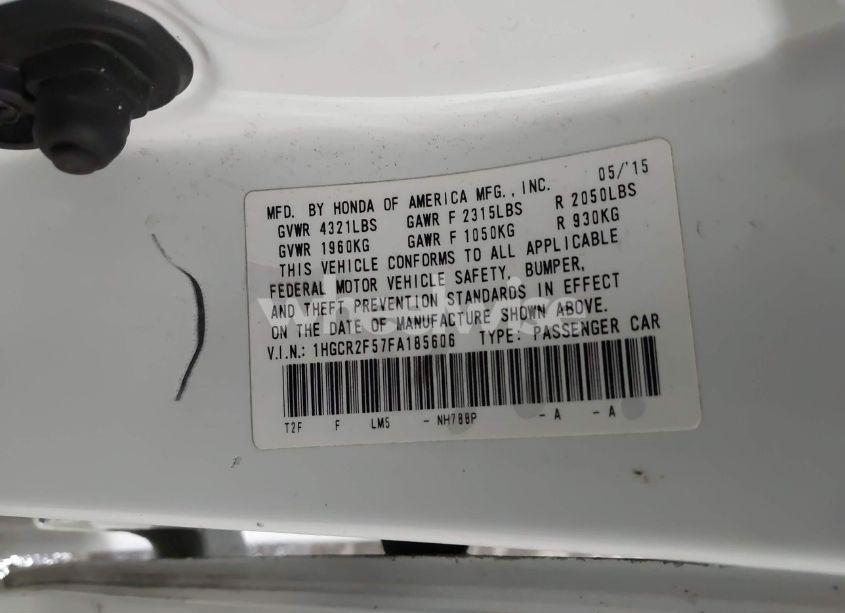 MFD. BY HONDA OF AMERICA MFG., INC. 05/'15
GVWR 4321LBS GAWR F 2315LBS R 2050LBS
GVWR 1960KG GAWR F 1050KG R 930KG
THIS VEHICLE CONFORMS TO ALL APPLICABLE
FEDERAL MOTOR VEHICLE SAFETY, BUMPER,
AND THEFT PREVENTION STANDARDS IN EFFECT
ON THE DATE OF MANUFACTURE SHOWN ABOVE.
V.I.N.: 1HGCR2F57FA185606 TYPE: PASSENGER CAR
T2F F LM5 - NH788P - A - A
wheelwise